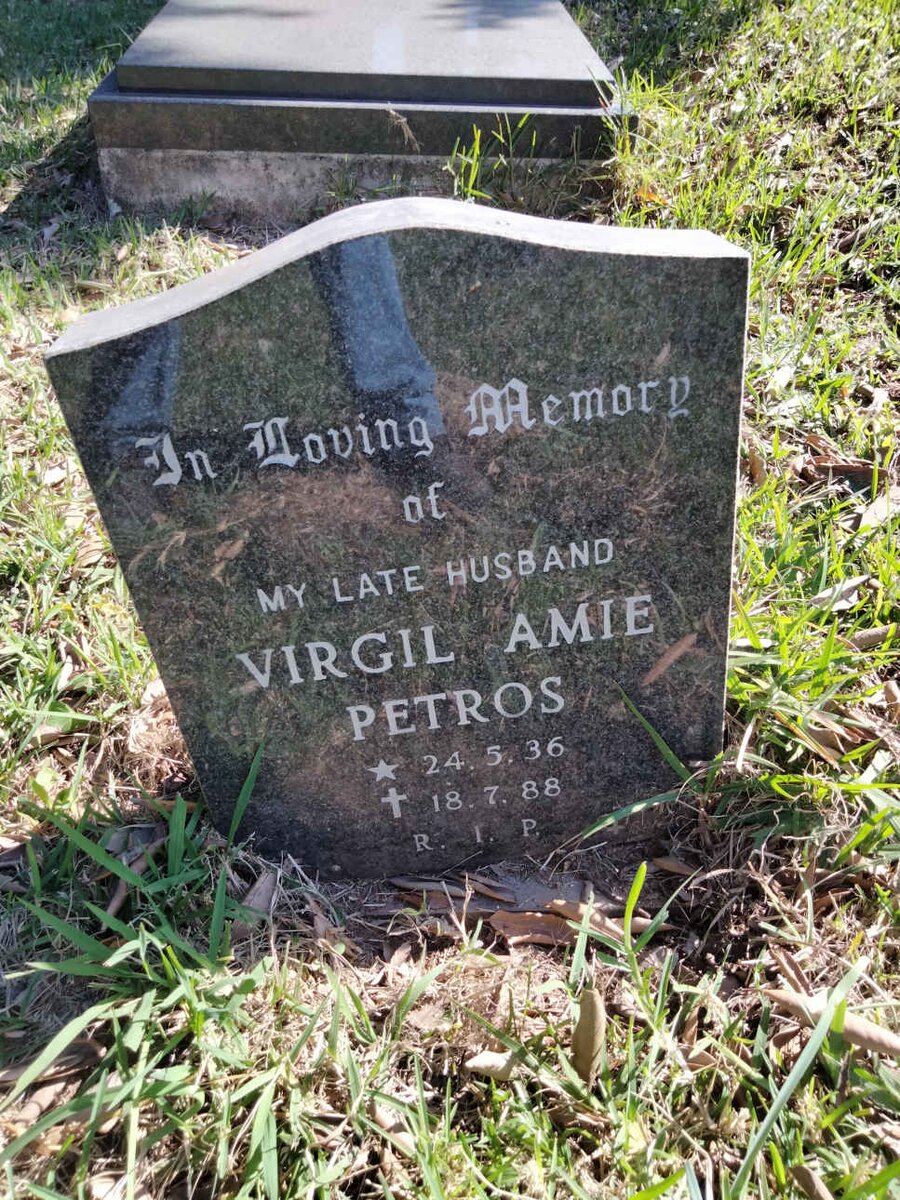 In Loving Memory
of
MY LATE HUSBAND
VIRGIL AMIE
PETROS
★ 24. 5. 36
✝ 18. 7. 88
R. I. P.